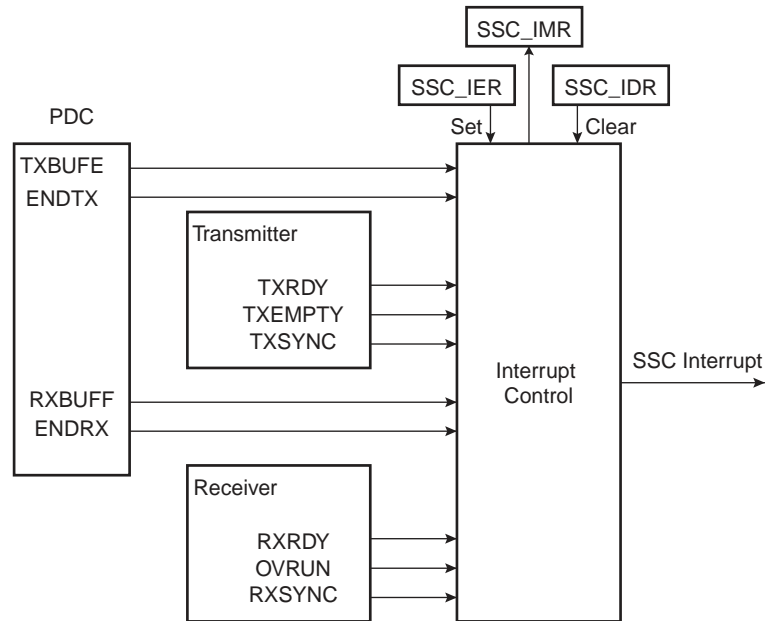 SSC_IMR
SSC_IER
SSC_IDR
Set
Clear
PDC
TXBUFE
ENDTX
Transmitter
TXRDY
TXEMPTY
TXSYNC
RXBUFF
ENDRX
Receiver
RXRDY
OVRUN
RXSYNC
Interrupt
Control
SSC Interrupt